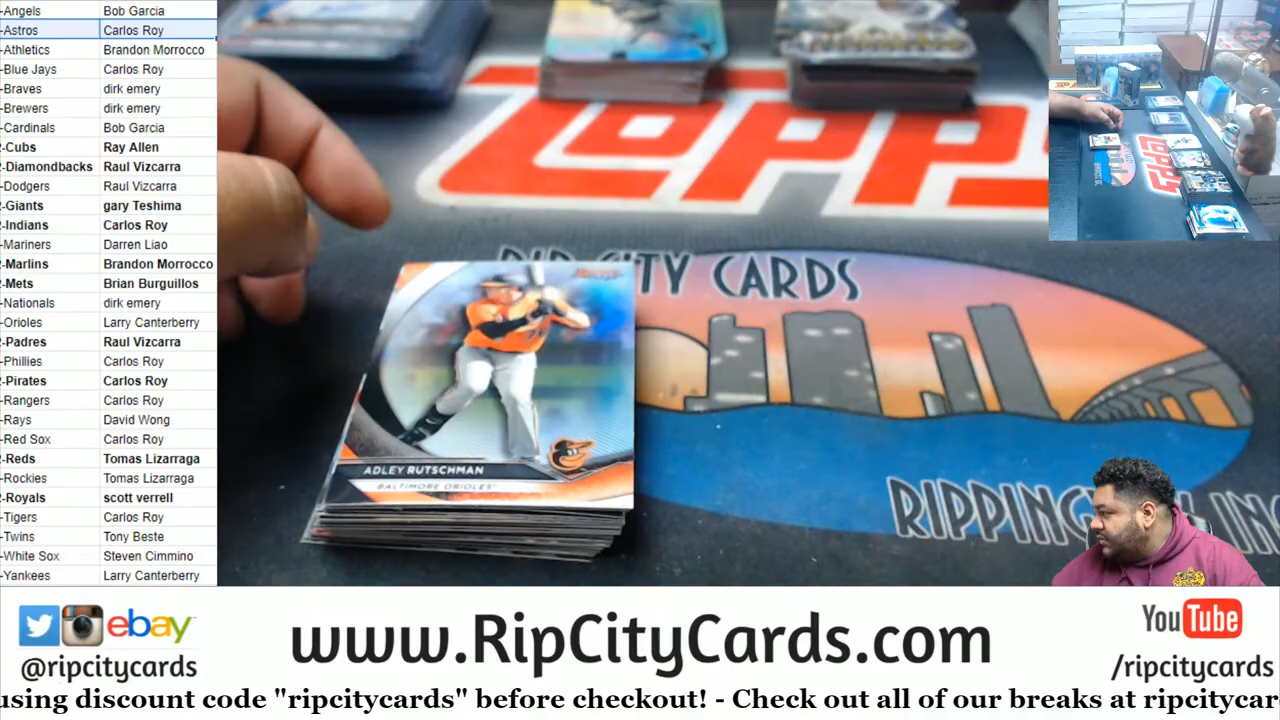 -Angels Bob Garcia
-Astros Carlos Roy
-Athletics Brandon Morrocco
-Blue Jays Carlos Roy
-Braves dirk emery
-Brewers dirk emery
-Cardinals Bob Garcia
-Cubs Ray Allen
-Diamondbacks Raul Vizcarra
-Dodgers Raul Vizcarra
-Giants gary Teshima
-Indians Carlos Roy
-Mariners Darren Liao
-Marlins Brandon Morrocco
-Mets Brian Burguillos
-Nationals dirk emery
-Orioles Larry Canterberry
-Padres Raul Vizcarra
-Phillies Carlos Roy
-Pirates Carlos Roy
-Rangers Carlos Roy
-Rays David Wong
-Red Sox Carlos Roy
-Reds Tomas Lizarraga
-Rockies Tomas Lizarraga
-Royals scott verrell
-Tigers Carlos Roy
-Twins Tony Beste
-White Sox Steven Cimmino
-Yankees Larry Canterberry
TOPPS
RIP CITY CARDS
ADLEY RUTSCHMAN
BALTIMORE ORIOLES
RIPPING
ebay
@ripcitycards
www.RipCityCards.com
YouTube
/ripcitycards
using discount code "ripcitycards" before checkout! - Check out all of our breaks at ripcitycar